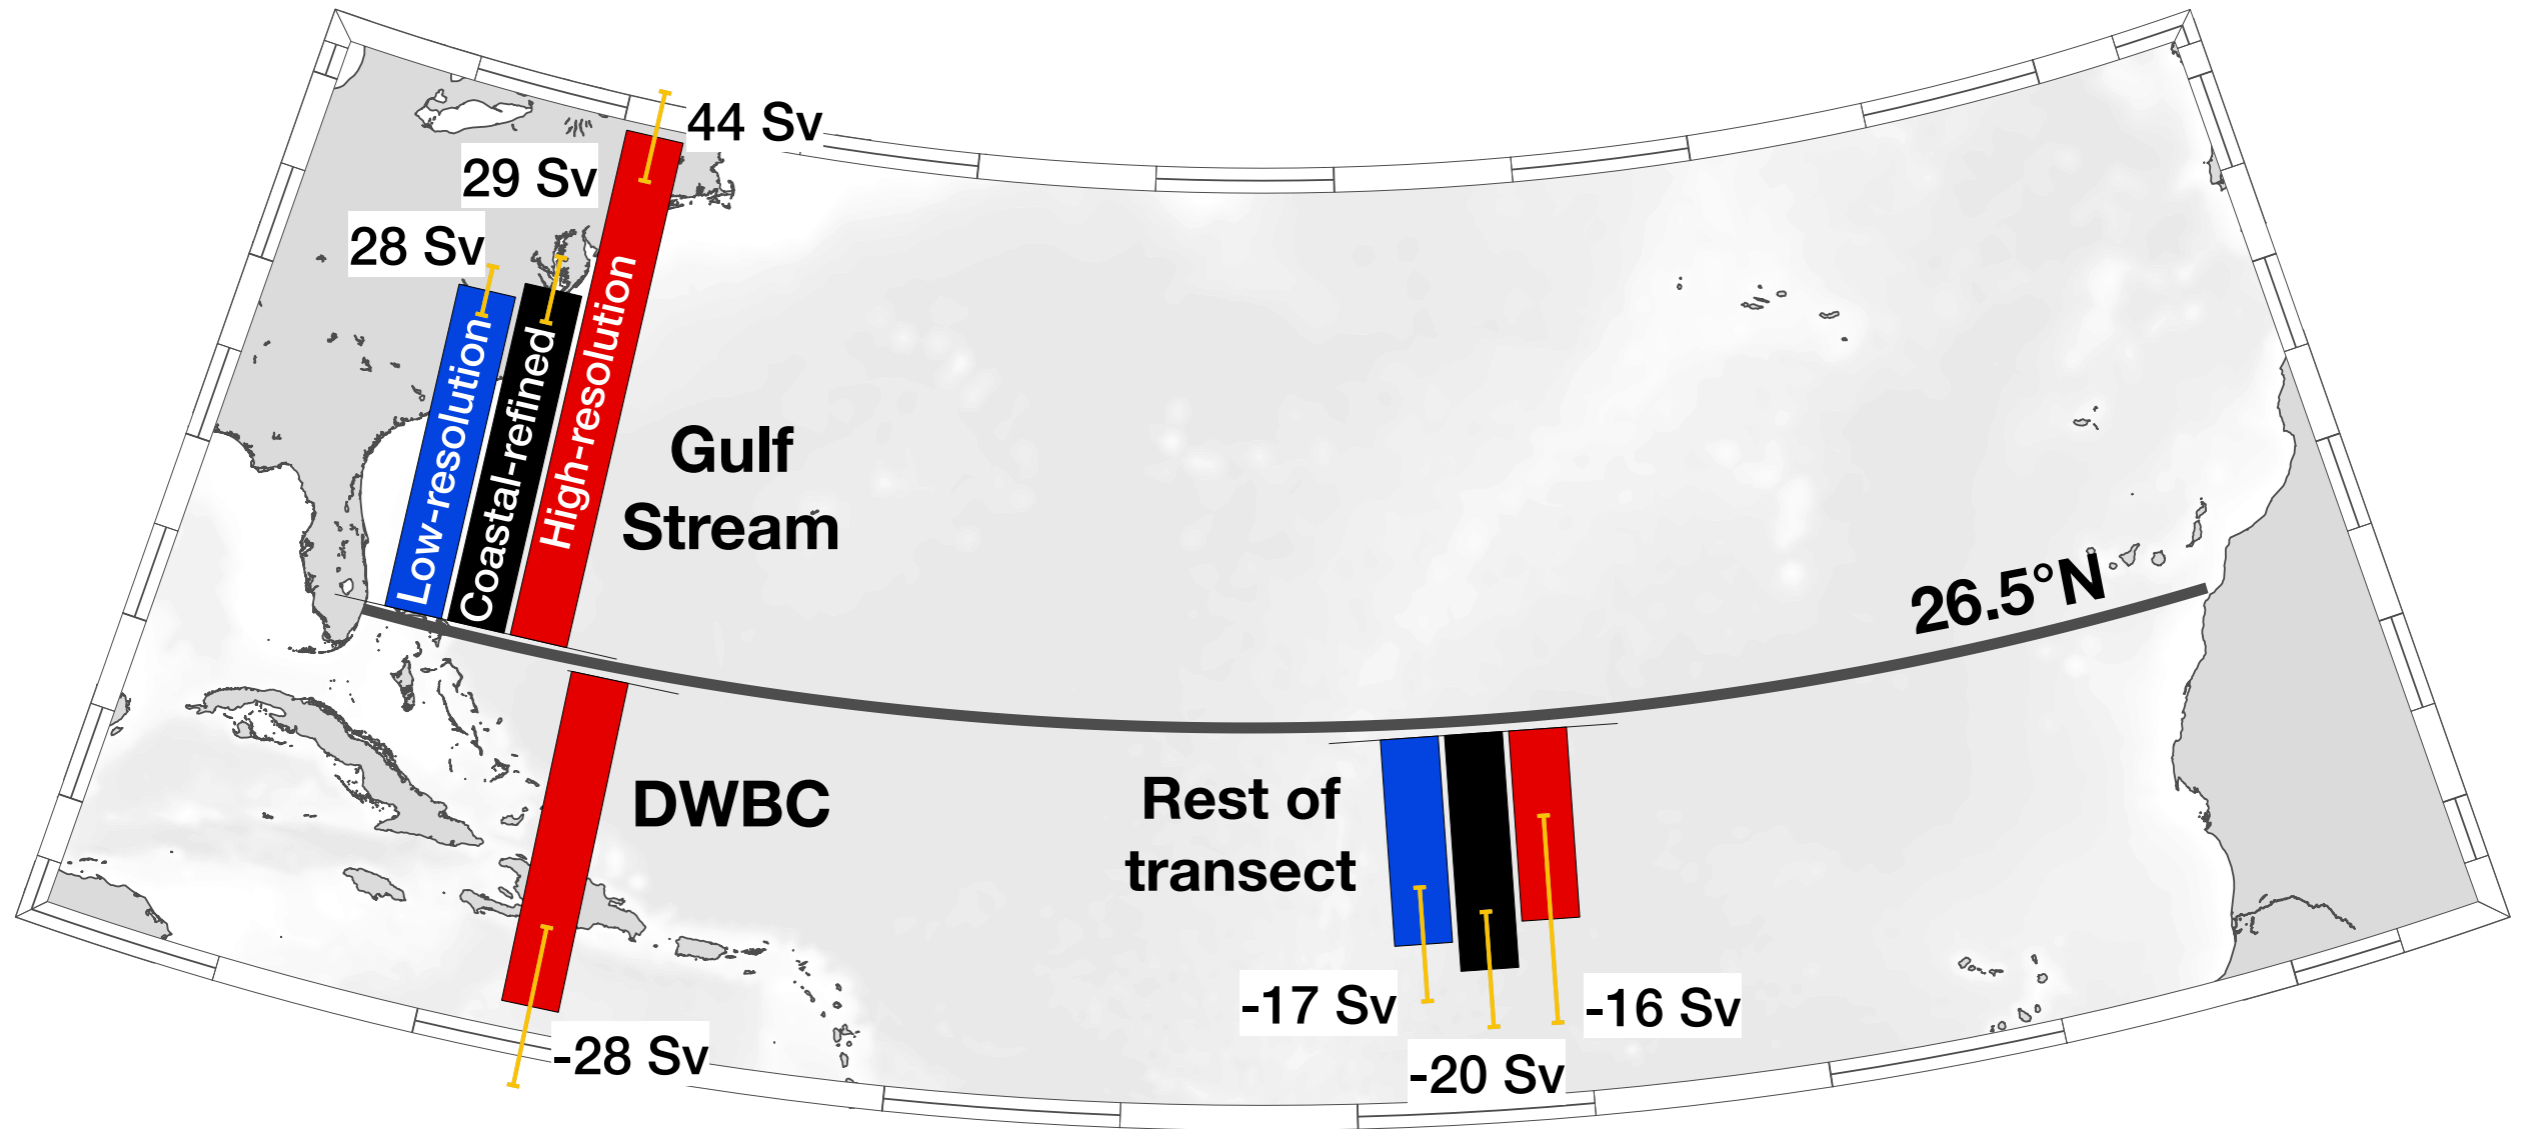 44 Sv
29 Sv
28 Sv
Low-resolution
Coastal-refined
High-resolution
Gulf
Stream
26.5°N
DWBC
Rest of
transect
-17 Sv
-16 Sv
-28 Sv
-20 Sv